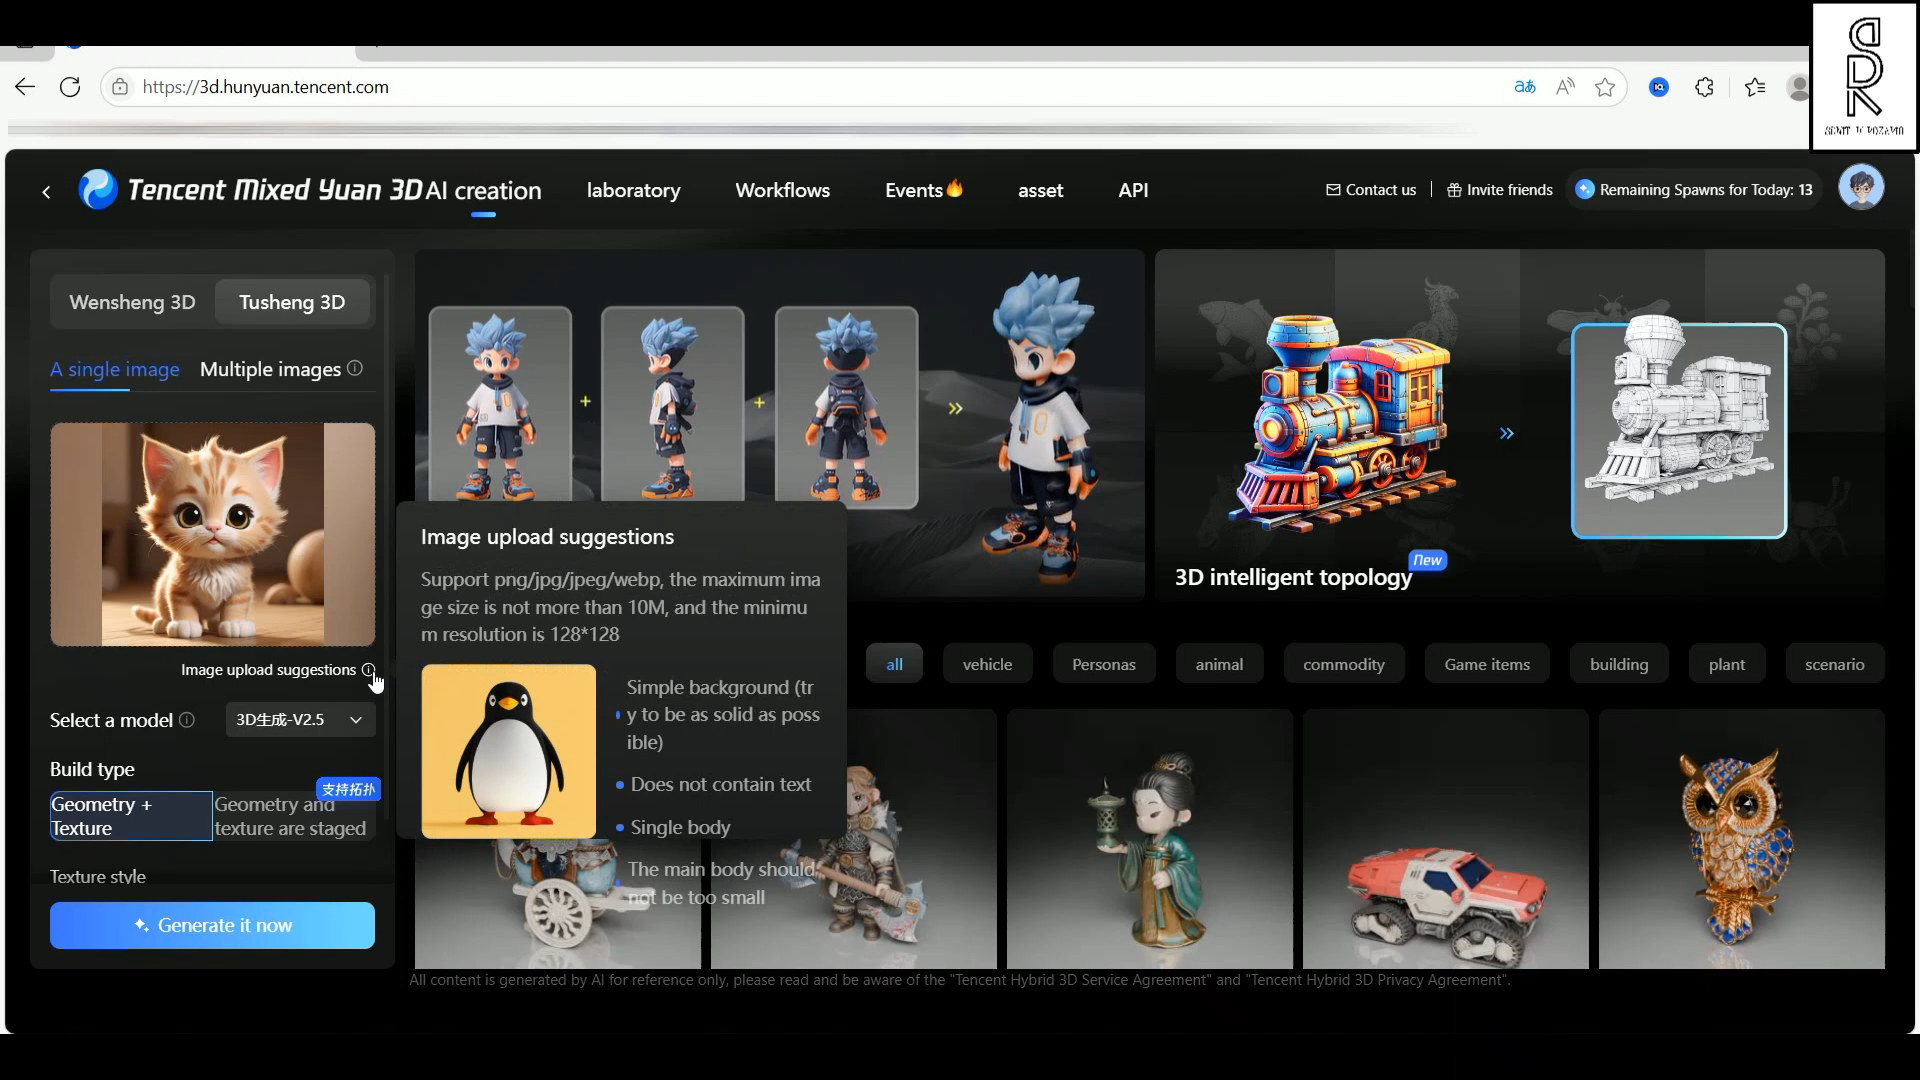 https://3d.hunyuan.tencent.com
Tencent Mixed Yuan 3D
AI creation
laboratory
Workflows
Events
asset
API
Contact us
Invite friends
Remaining Spawns for Today: 13
Wensheng 3D
Tusheng 3D
A single image
Multiple images
Image upload suggestions
Select a model
3D生成-V2.5
Build type
支持拓扑
Geometry +
Texture
Geometry and
texture are staged
Texture style
Generate it now
Image upload suggestions
Support png/jpg/jpeg/webp, the maximum ima
ge size is not more than 10M, and the minimu
m resolution is 128*128
Simple background (tr
y to be as solid as poss
ible)
Does not contain text
Single body
The main body should
not be too small
New
3D intelligent topology
all
vehicle
Personas
animal
commodity
Game items
building
plant
scenario
All content is generated by AI for reference only, please read and be aware of the "Tencent Hybrid 3D Service Agreement" and "Tencent Hybrid 3D Privacy Agreement".